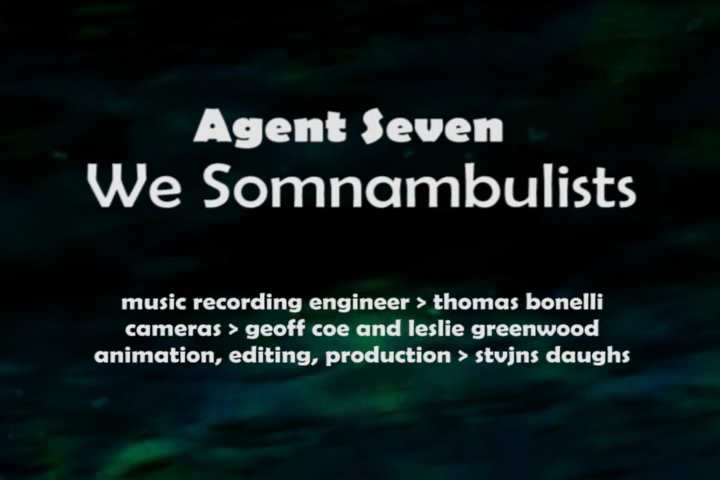 Agent Seven
We Somnambulists
music recording engineer > thomas bonelli
cameras > geoff coe and leslie greenwood
animation, editing, production > stvjns daughs